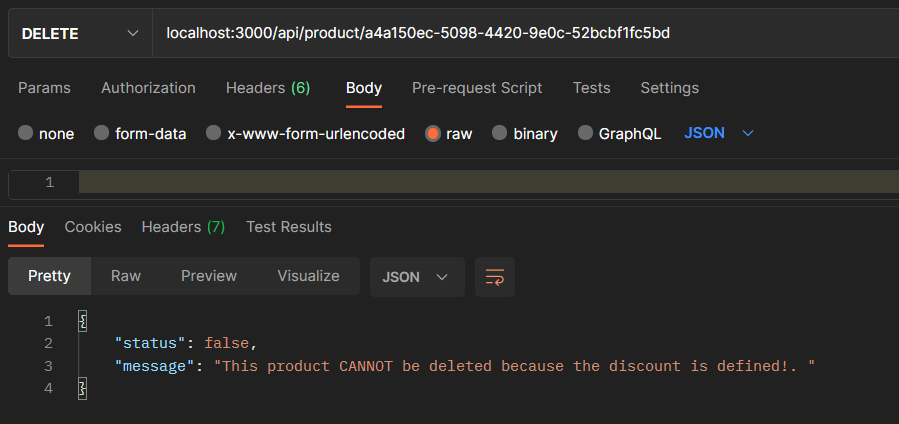 DELETE localhost:3000/api/product/a4a150ec-5098-4420-9e0c-52bcbf1fc5bd
Params Authorization Headers (6) Body Pre-request Script Tests Settings
none form-data x-www-form-urlencoded raw binary GraphQL JSON
1
Body Cookies Headers (7) Test Results
Pretty Raw Preview Visualize JSON
1 {
2 "status": false,
3 "message": "This product CANNOT be deleted because the discount is defined!. "
4 }